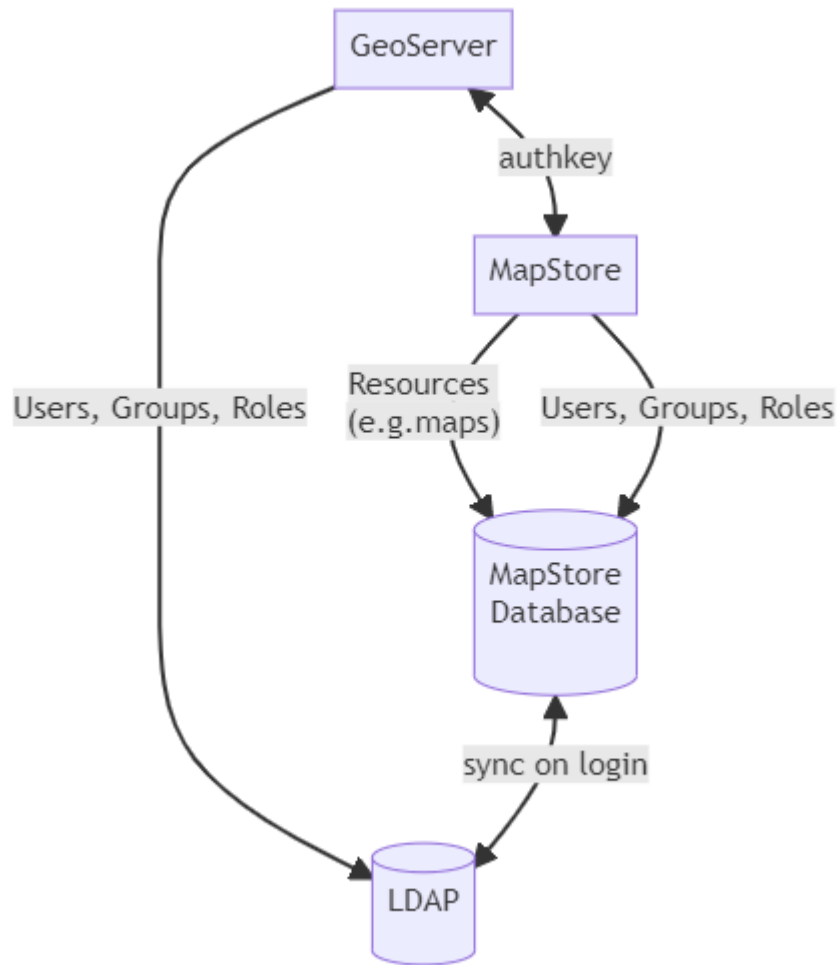 GeoServer
authkey
MapStore
Resources
(e.g.maps)
Users, Groups, Roles
Users, Groups, Roles
MapStore
Database
sync on login
LDAP